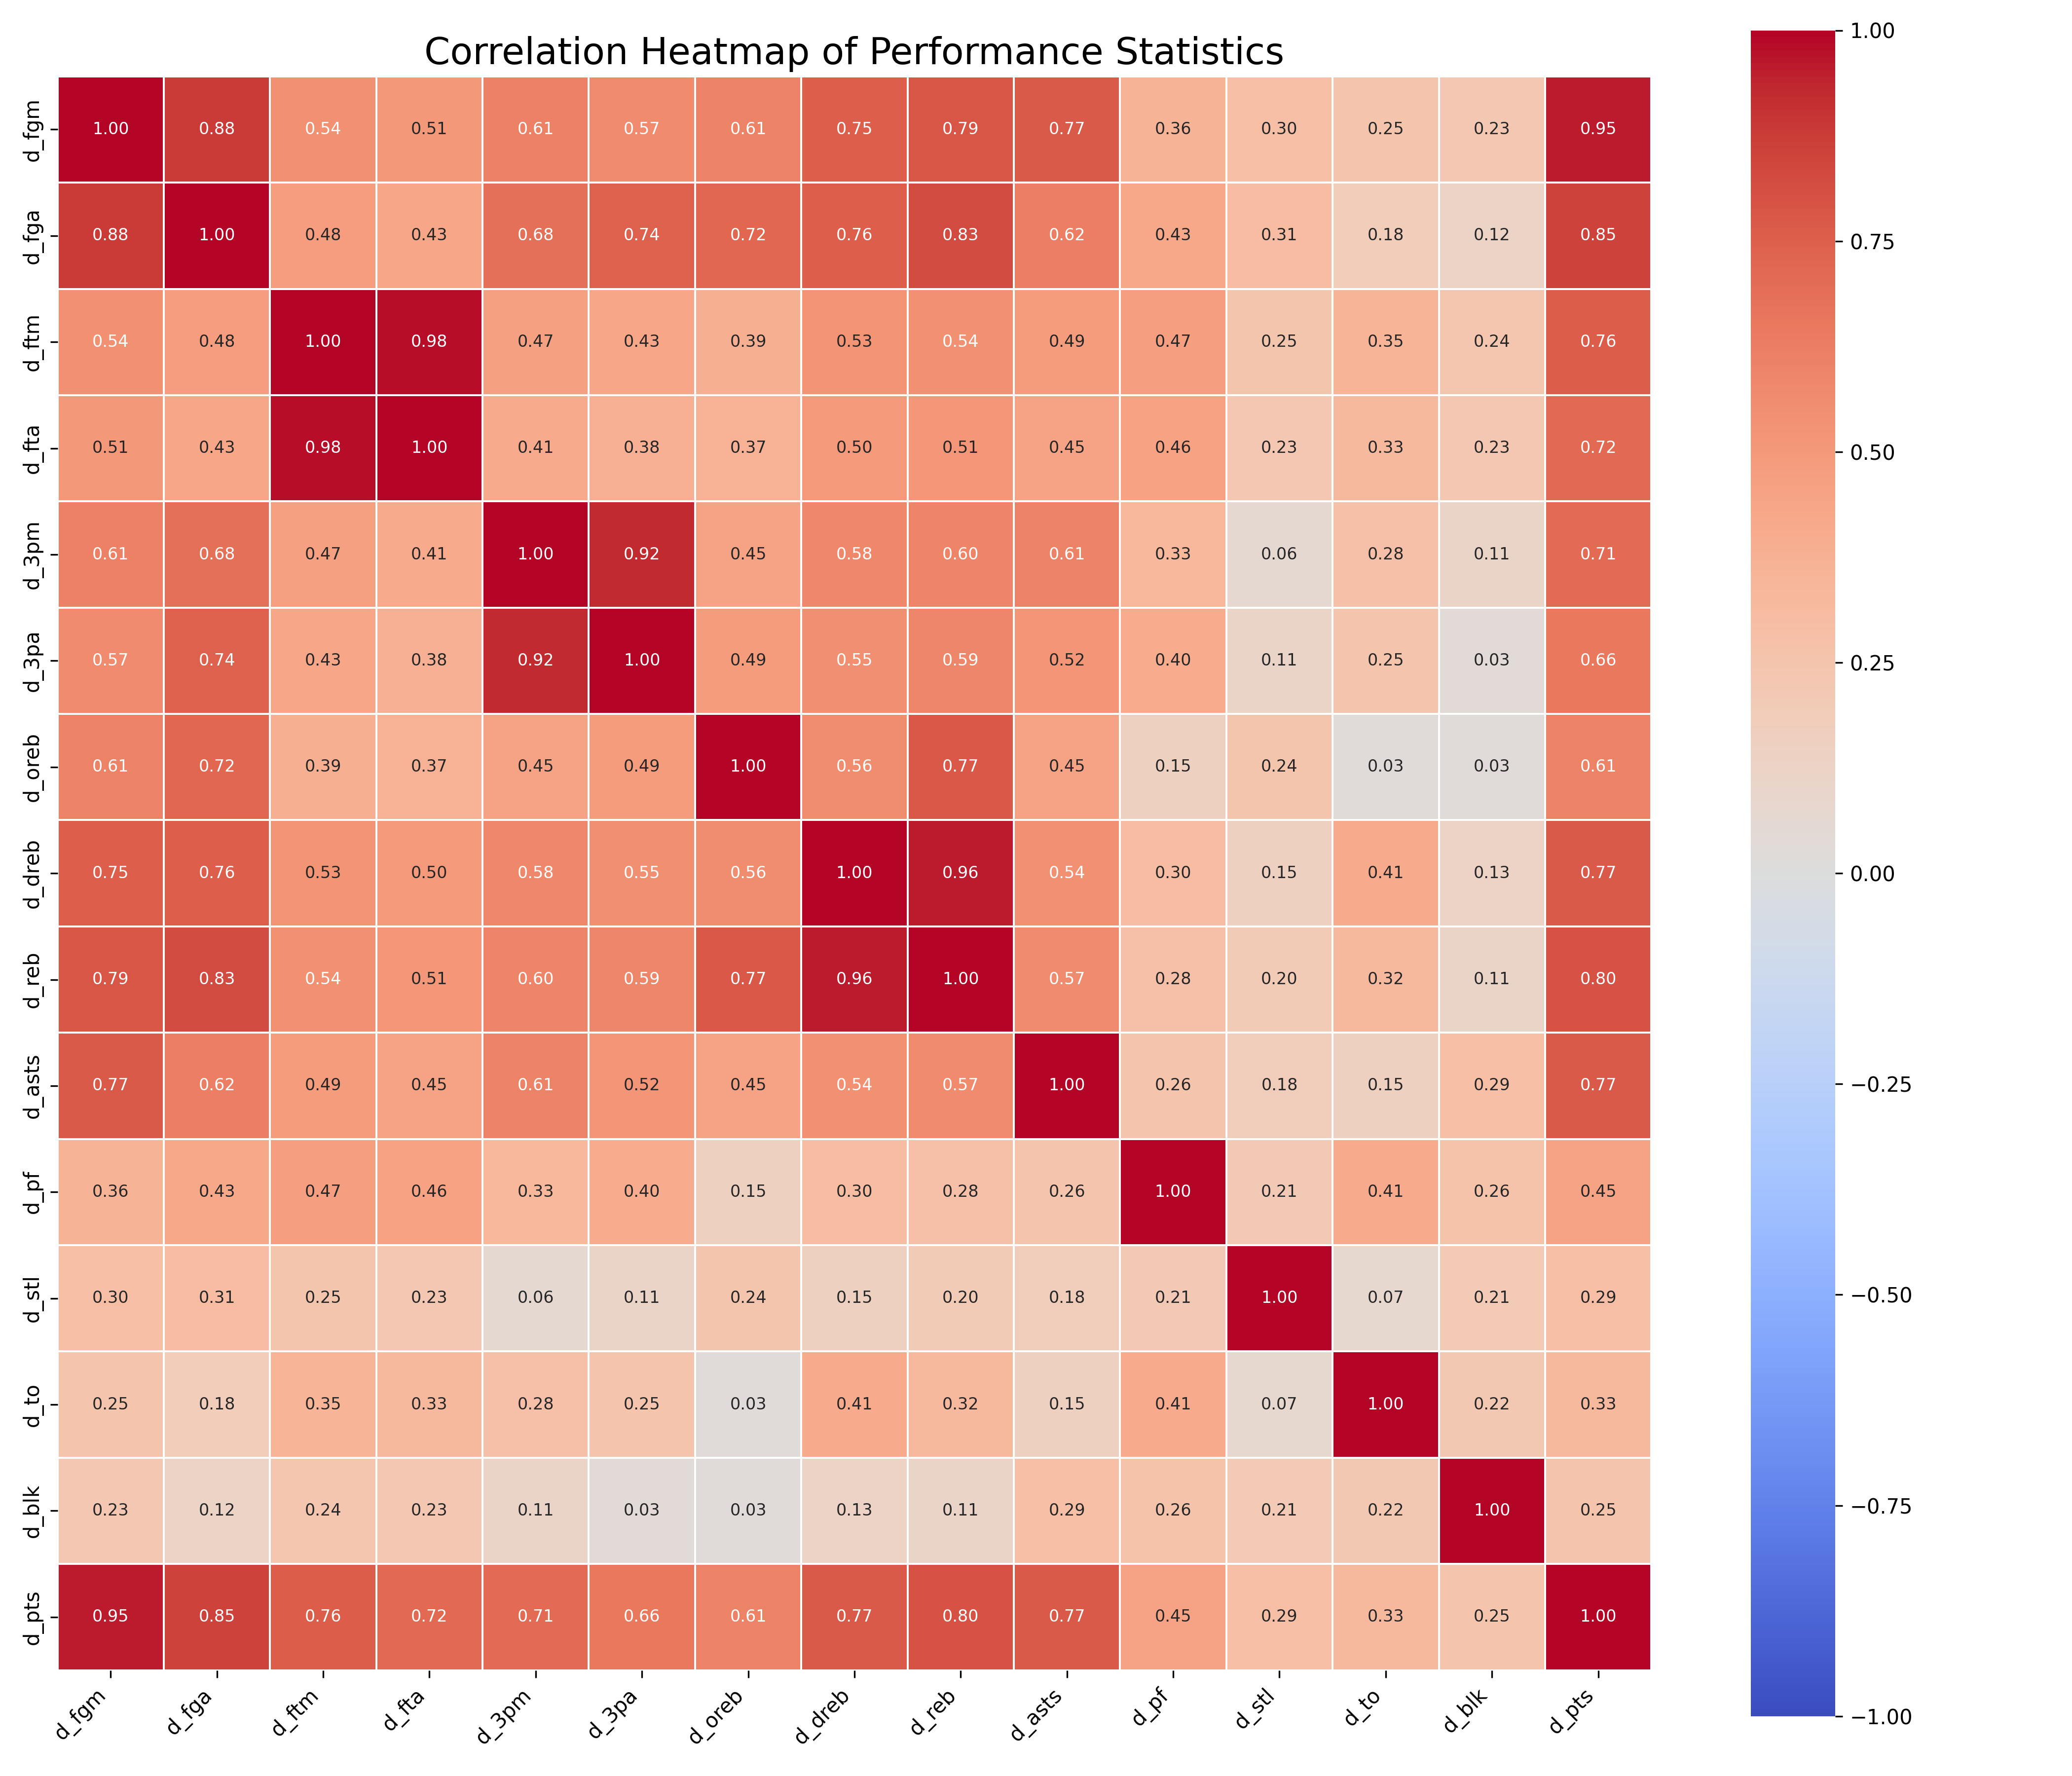 Correlation Heatmap of Performance Statistics
d_fgm 1.00 0.88 0.54 0.51 0.61 0.57 0.61 0.75 0.79 0.77 0.36 0.30 0.25 0.23 0.95
d_fga 0.88 1.00 0.48 0.43 0.68 0.74 0.72 0.76 0.83 0.62 0.43 0.31 0.18 0.12 0.85
d_ftm 0.54 0.48 1.00 0.98 0.47 0.43 0.39 0.53 0.54 0.49 0.47 0.25 0.35 0.24 0.76
d_fta 0.51 0.43 0.98 1.00 0.41 0.38 0.37 0.50 0.51 0.45 0.46 0.23 0.33 0.23 0.72
d_3pm 0.61 0.68 0.47 0.41 1.00 0.92 0.45 0.58 0.60 0.61 0.33 0.06 0.28 0.11 0.71
d_3pa 0.57 0.74 0.43 0.38 0.92 1.00 0.49 0.55 0.59 0.52 0.40 0.11 0.25 0.03 0.66
d_oreb 0.61 0.72 0.39 0.37 0.45 0.49 1.00 0.56 0.77 0.45 0.15 0.24 0.03 0.03 0.61
d_dreb 0.75 0.76 0.53 0.50 0.58 0.55 0.56 1.00 0.96 0.54 0.30 0.15 0.41 0.13 0.77
d_reb 0.79 0.83 0.54 0.51 0.60 0.59 0.77 0.96 1.00 0.57 0.28 0.20 0.32 0.11 0.80
d_asts 0.77 0.62 0.49 0.45 0.61 0.52 0.45 0.54 0.57 1.00 0.26 0.18 0.15 0.29 0.77
d_pf 0.36 0.43 0.47 0.46 0.33 0.40 0.15 0.30 0.28 0.26 1.00 0.21 0.41 0.26 0.45
d_stl 0.30 0.31 0.25 0.23 0.06 0.11 0.24 0.15 0.20 0.18 0.21 1.00 0.07 0.21 0.29
d_to 0.25 0.18 0.35 0.33 0.28 0.25 0.03 0.41 0.32 0.15 0.41 0.07 1.00 0.22 0.33
d_blk 0.23 0.12 0.24 0.23 0.11 0.03 0.03 0.13 0.11 0.29 0.26 0.21 0.22 1.00 0.25
d_pts 0.95 0.85 0.76 0.72 0.71 0.66 0.61 0.77 0.80 0.77 0.45 0.29 0.33 0.25 1.00
d_fgm d_fga d_ftm d_fta d_3pm d_3pa d_oreb d_dreb d_reb d_asts d_pf d_stl d_to d_blk d_pts
1.00
0.75
0.50
0.25
0.00
−0.25
−0.50
−0.75
−1.00